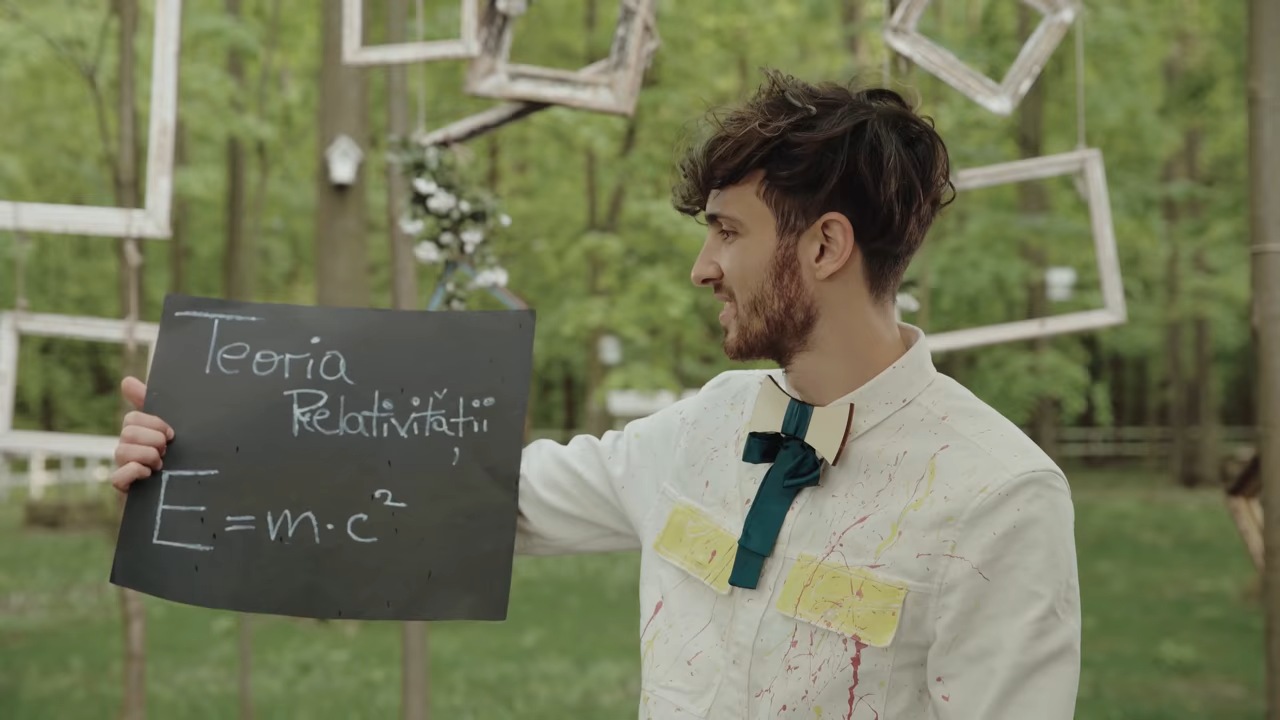 Teoria
Relativității
E = m·c²